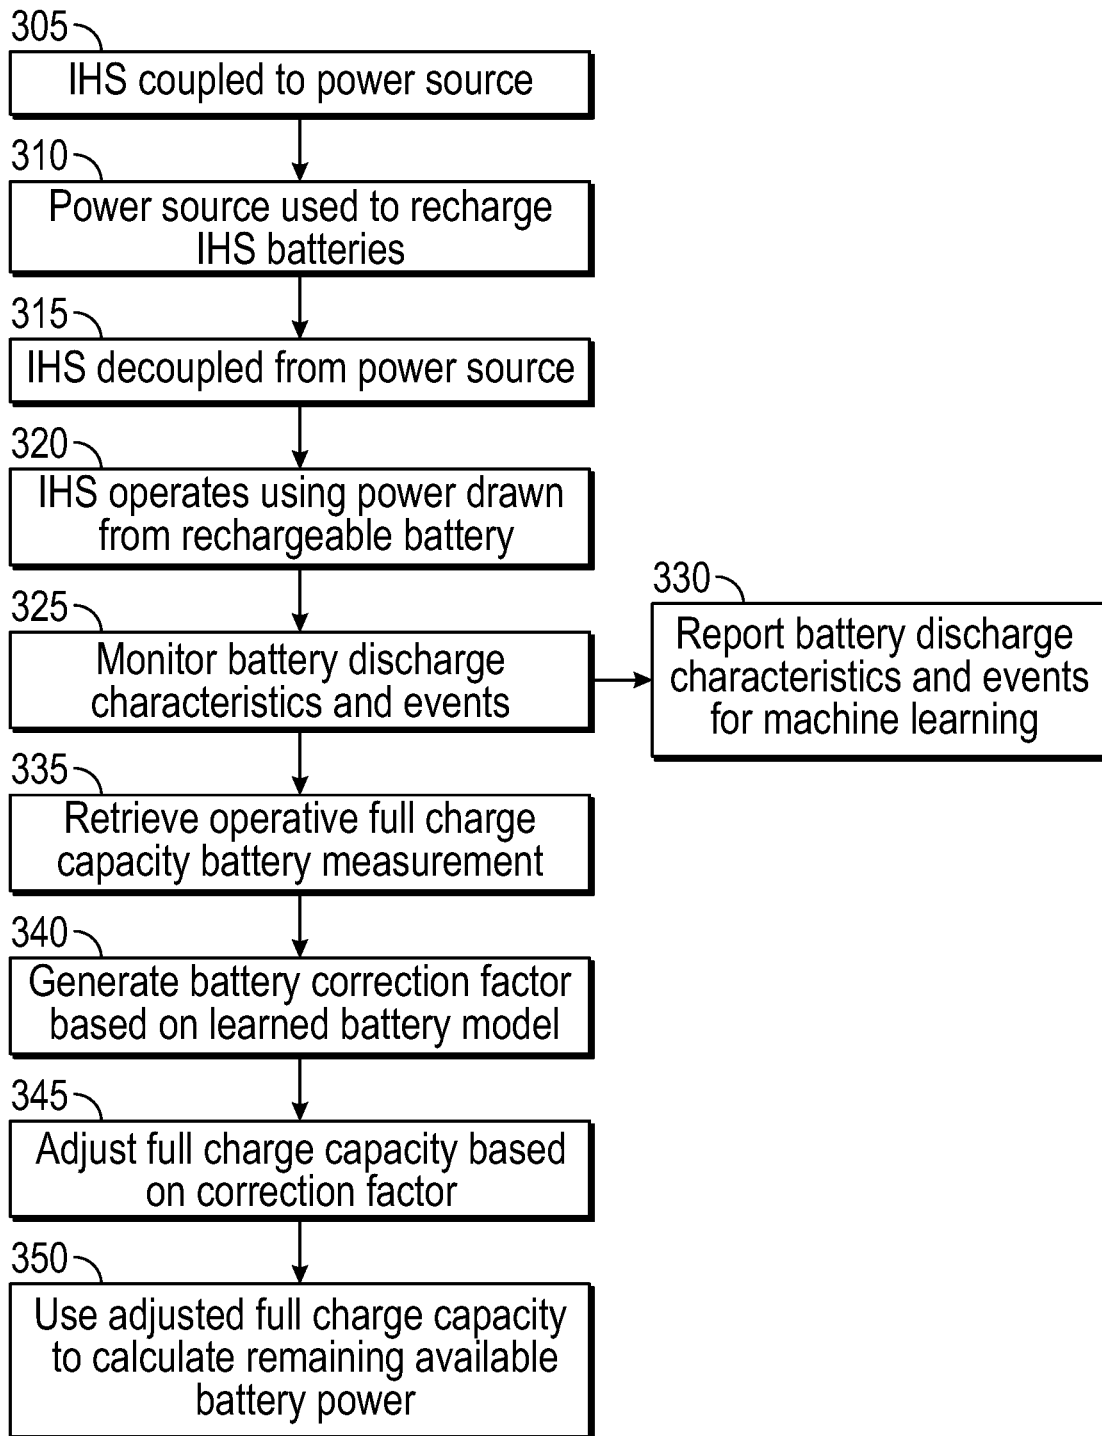 305
IHS coupled to power source
310
Power source used to recharge
IHS batteries
315
IHS decoupled from power source
320
IHS operates using power drawn
from rechargeable battery
325
Monitor battery discharge
characteristics and events
330
Report battery discharge
characteristics and events
for machine learning
335
Retrieve operative full charge
capacity battery measurement
340
Generate battery correction factor
based on learned battery model
345
Adjust full charge capacity based
on correction factor
350
Use adjusted full charge capacity
to calculate remaining available
battery power